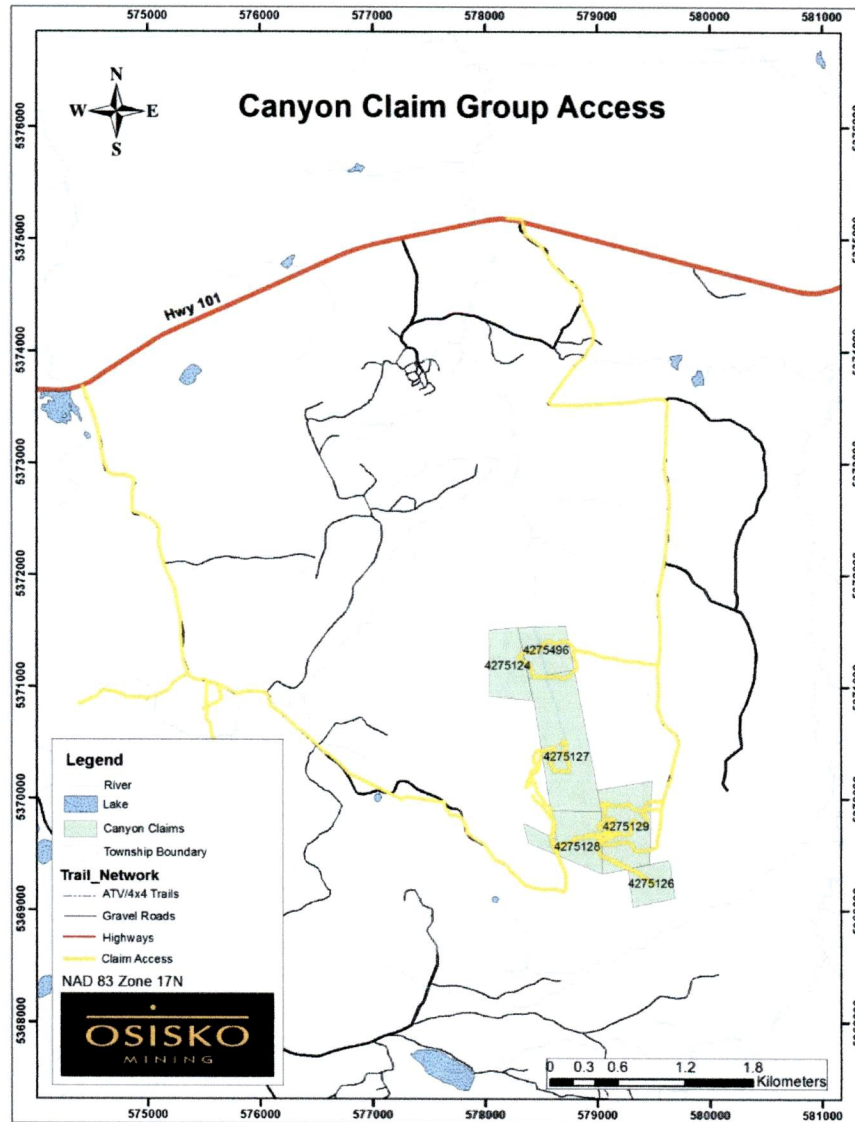 575000 576000 577000 578000 579000 580000 581000
N
W E
S
Canyon Claim Group Access
5376000
5375000
5374000
5373000
5372000
5371000
5370000
5369000
5368000
Hwy 101
4275496
4275124
4275127
4275129
4275128
4275126
Legend
River
Lake
Canyon Claims
Township Boundary
Trail_Network
ATV/4x4 Trails
Gravel Roads
Highways
Claim Access
NAD 83 Zone 17N
OSISKO
MINING
0 0.3 0.6 1.2 1.8
Kilometers
575000 576000 577000 578000 579000 580000 581000